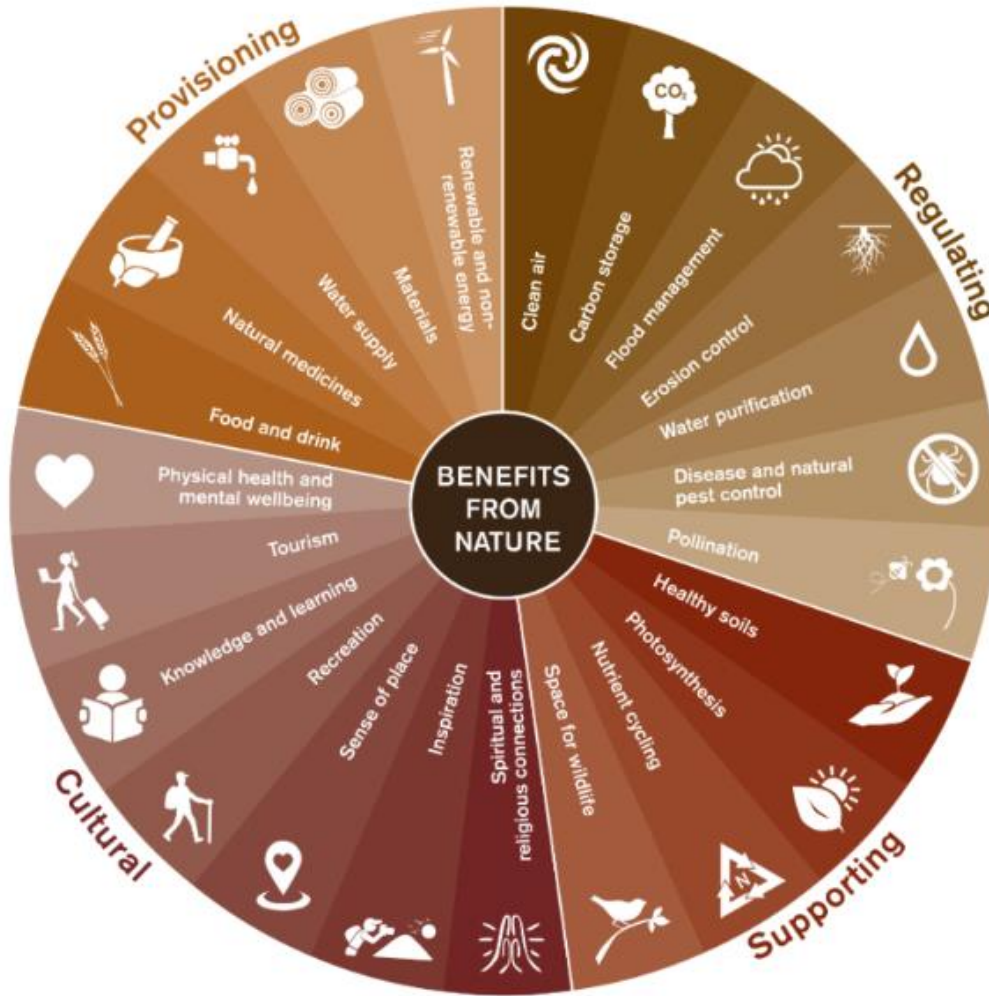 Provisioning
Regulating
Supporting
Cultural
BENEFITS
FROM
NATURE
Clean air
CO₂
Carbon storage
Flood management
Erosion control
Water purification
Disease and natural
pest control
Pollination
Healthy soils
Photosynthesis
N
Nutrient cycling
Space for wildlife
Spiritual and
religious connections
Inspiration
Sense of place
Recreation
Knowledge and learning
Tourism
Physical health and
mental wellbeing
Food and drink
Natural medicines
Water supply
Materials
Renewable and non-
renewable energy